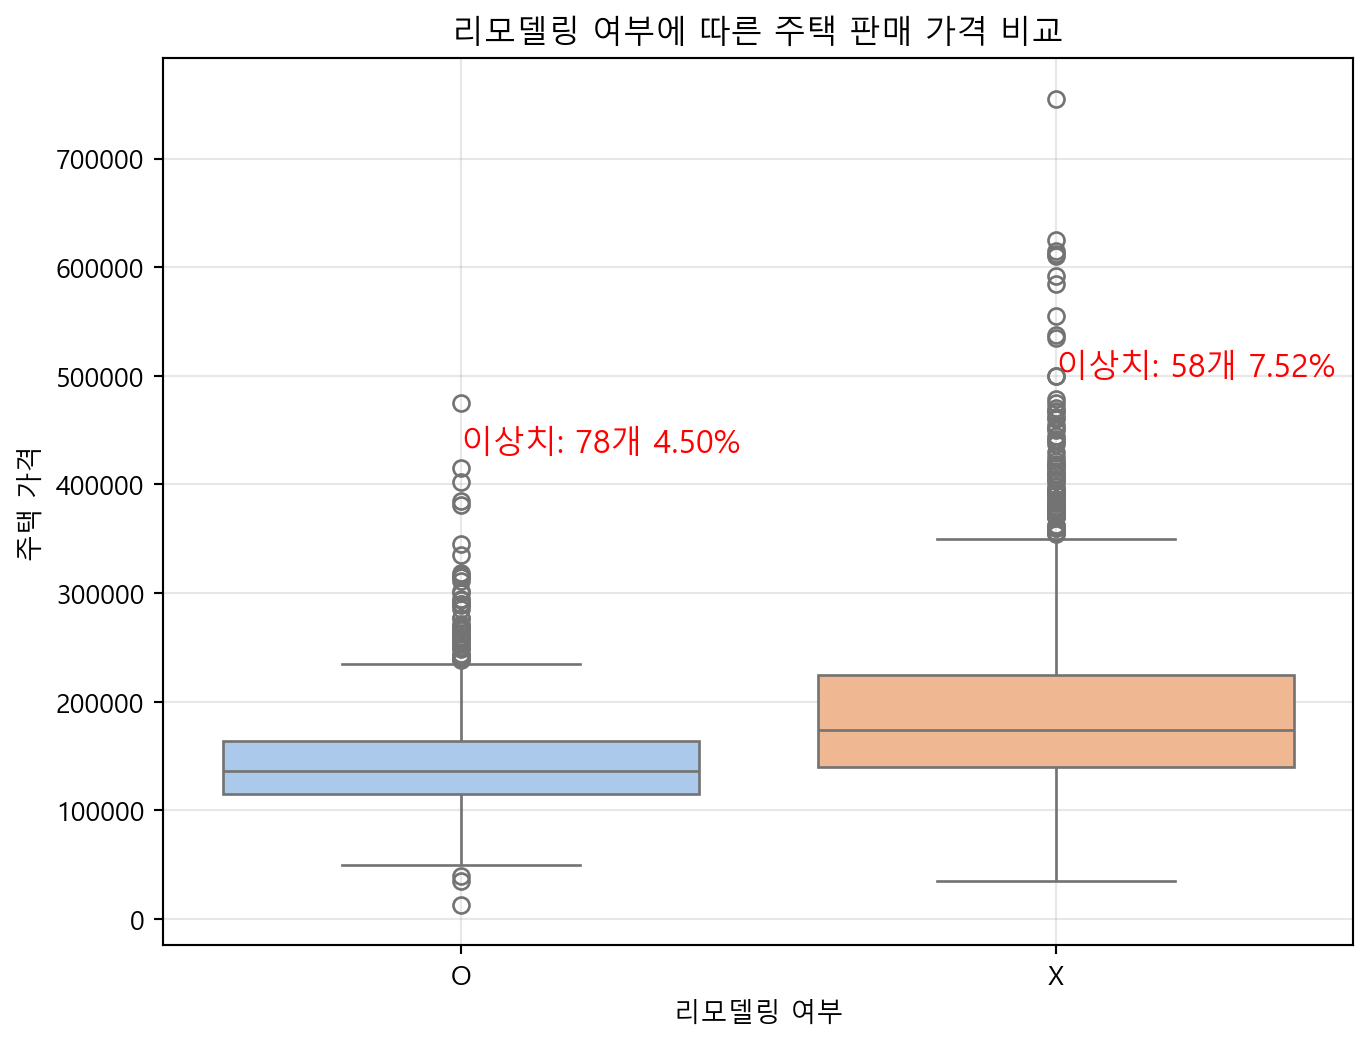 리모델링 여부에 따른 주택 판매 가격 비교
700000
600000
500000
400000
300000
200000
100000
0
주택 가격
이상치: 58개 7.52%
이상치: 78개 4.50%
O
X
리모델링 여부